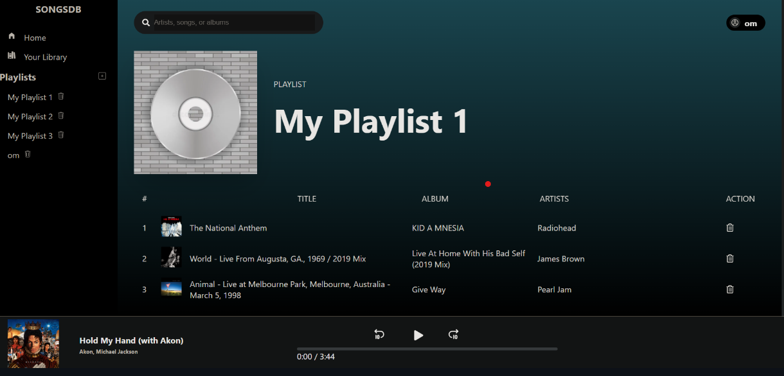 SONGSDB
Home
Your Library
Playlists
My Playlist 1
My Playlist 2
My Playlist 3
om
Artists, songs, or albums
om
PLAYLIST
My Playlist 1
# TITLE ALBUM ARTISTS ACTION
1 The National Anthem KID A MNESIA Radiohead
2 World - Live From Augusta, GA., 1969 / 2019 Mix Live At Home With His Bad Self
(2019 Mix) James Brown
3 Animal - Live at Melbourne Park, Melbourne, Australia -
March 5, 1998 Give Way Pearl Jam
Hold My Hand (with Akon)
Akon, Michael Jackson
10 10
0:00 / 3:44